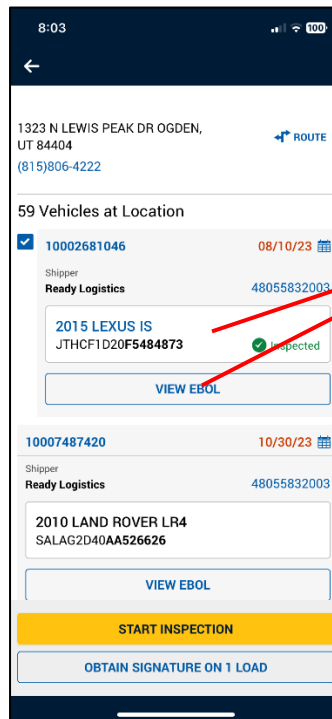 8:03
100
1323 N LEWIS PEAK DR OGDEN,
UT 84404
ROUTE
(815)806-4222
59 Vehicles at Location
10002681046 08/10/23
Shipper
Ready Logistics 48055832003
2015 LEXUS IS
JTHCF1D20F5484873 Inspected
VIEW EBOL
10007487420 10/30/23
Shipper
Ready Logistics 48055832003
2010 LAND ROVER LR4
SALAG2D40AA526626
VIEW EBOL
START INSPECTION
OBTAIN SIGNATURE ON 1 LOAD